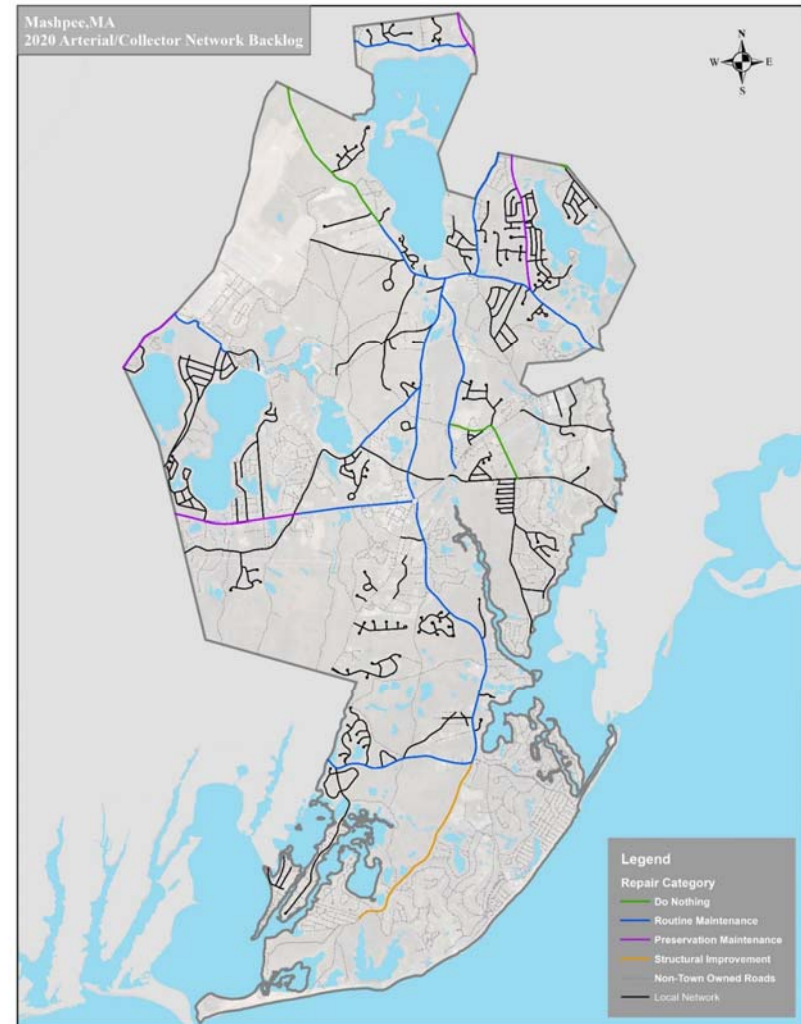 Mashpee,MA
2020 Arterial/Collector Network Backlog
N
W E
S
Legend
Repair Category
Do Nothing
Routine Maintenance
Preservation Maintenance
Structural Improvement
Non-Town Owned Roads
Local Network